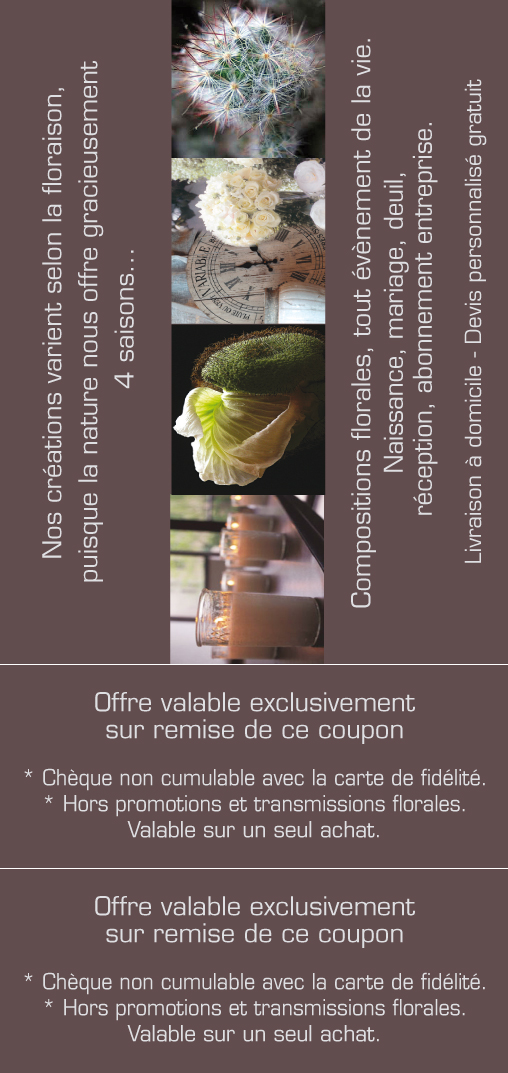 Nos créations varient selon la floraison,
puisque la nature nous offre gracieusement
4 saisons...
VARIABLE
Compositions florales, tout évènement de la vie.
Naissance, mariage, deuil,
réception, abonnement entreprise.
Livraison à domicile - Devis personnalisé gratuit
Offre valable exclusivement
sur remise de ce coupon
* Chèque non cumulable avec la carte de fidélité.
* Hors promotions et transmissions florales.
Valable sur un seul achat.
Offre valable exclusivement
sur remise de ce coupon
* Chèque non cumulable avec la carte de fidélité.
* Hors promotions et transmissions florales.
Valable sur un seul achat.